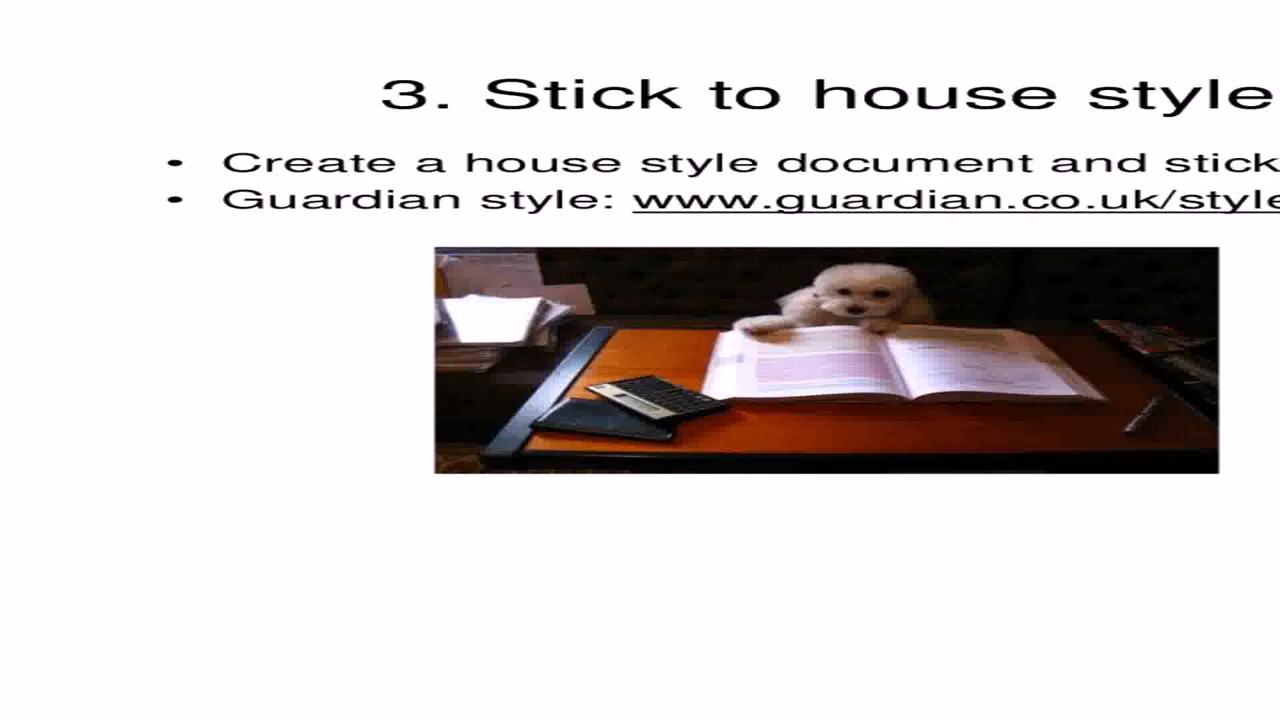 3. Stick to house style
• Create a house style document and stick
• Guardian style: www.guardian.co.uk/style